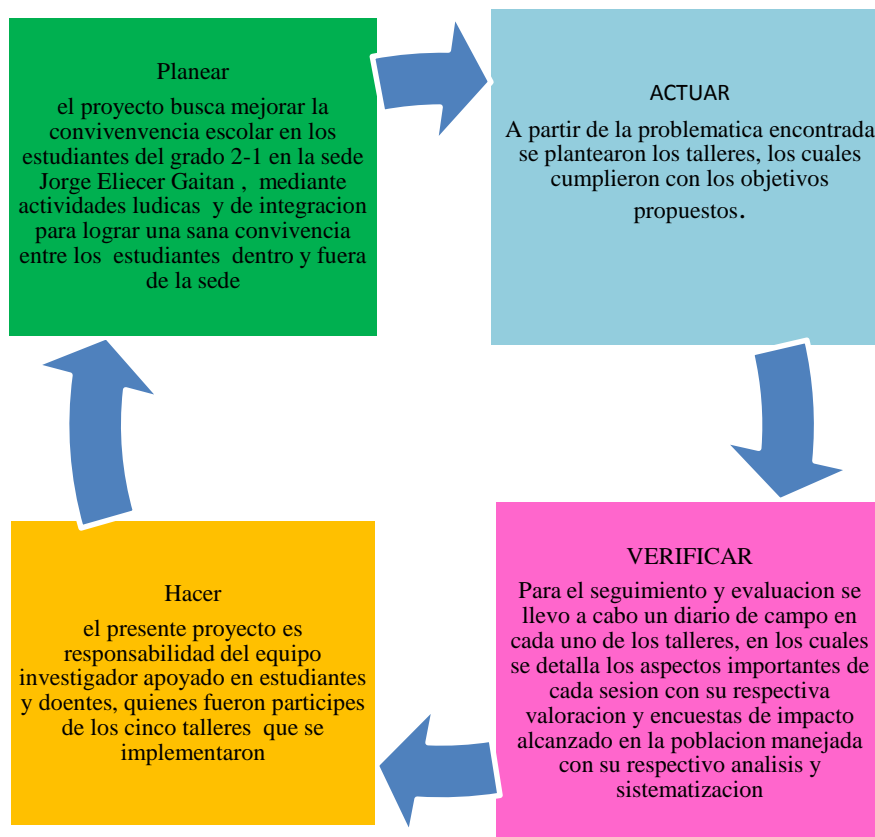 Planear
el proyecto busca mejorar la
convivenvencia escolar en los
estudiantes del grado 2-1 en la sede
Jorge Eliecer Gaitan , mediante
actividades ludicas y de integracion
para lograr una sana convivencia
entre los estudiantes dentro y fuera
de la sede
ACTUAR
A partir de la problematica encontrada
se plantearon los talleres, los cuales
cumplieron con los objetivos
propuestos.
VERIFICAR
Para el seguimiento y evaluacion se
llevo a cabo un diario de campo en
cada uno de los talleres, en los cuales
se detalla los aspectos importantes de
cada sesion con su respectiva
valoracion y encuestas de impacto
alcanzado en la poblacion manejada
con su respectivo analisis y
sistematizacion
Hacer
el presente proyecto es
responsabilidad del equipo
investigador apoyado en estudiantes
y doentes, quienes fueron participes
de los cinco talleres que se
implementaron